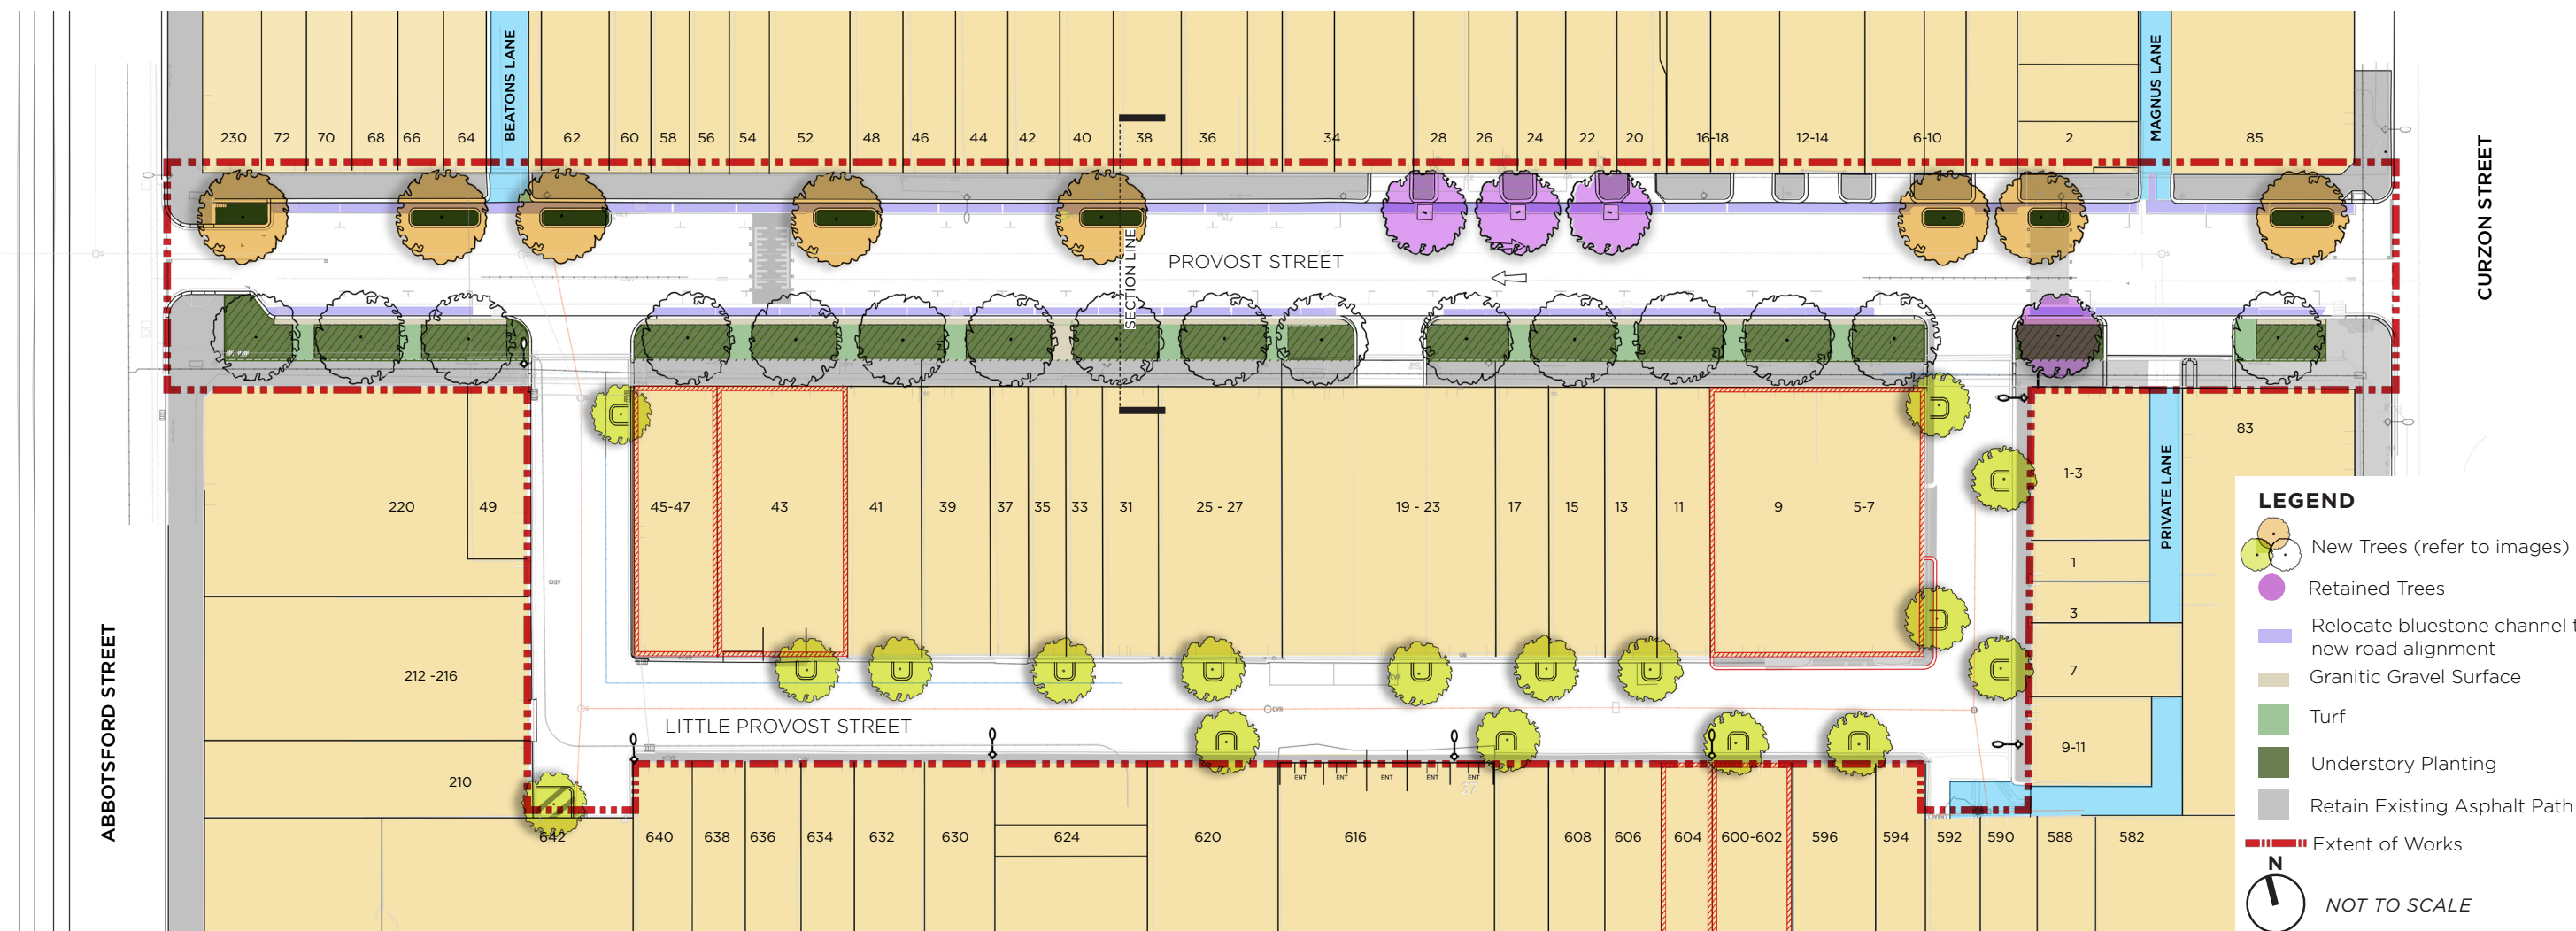 BEATONS LANE
MAGNUS LANE
230 72 70 68 66 64 62 60 58 56 54 52 48 46 44 42 40 38 36 34 28 26 24 22 20 16-18 12-14 6-10 2 85
CURZON STREET
SECTION LINE
PROVOST STREET
83
1-3
PRIVATE LANE
220 49 45-47 43 41 39 37 35 33 31 25 - 27 19 - 23 17 15 13 11 9 5-7
1
3
ABBOTSFORD STREET
212 -216
7
LITTLE PROVOST STREET
9-11
210
ENT ENT ENT ENT ENT
642 640 638 636 634 632 630 624 620 616 608 606 604 600-602 596 594 592 590 588 582
LEGEND
New Trees (refer to images)
Retained Trees
Relocate bluestone channel t
new road alignment
Granitic Gravel Surface
Turf
Understory Planting
Retain Existing Asphalt Path
Extent of Works
N
NOT TO SCALE